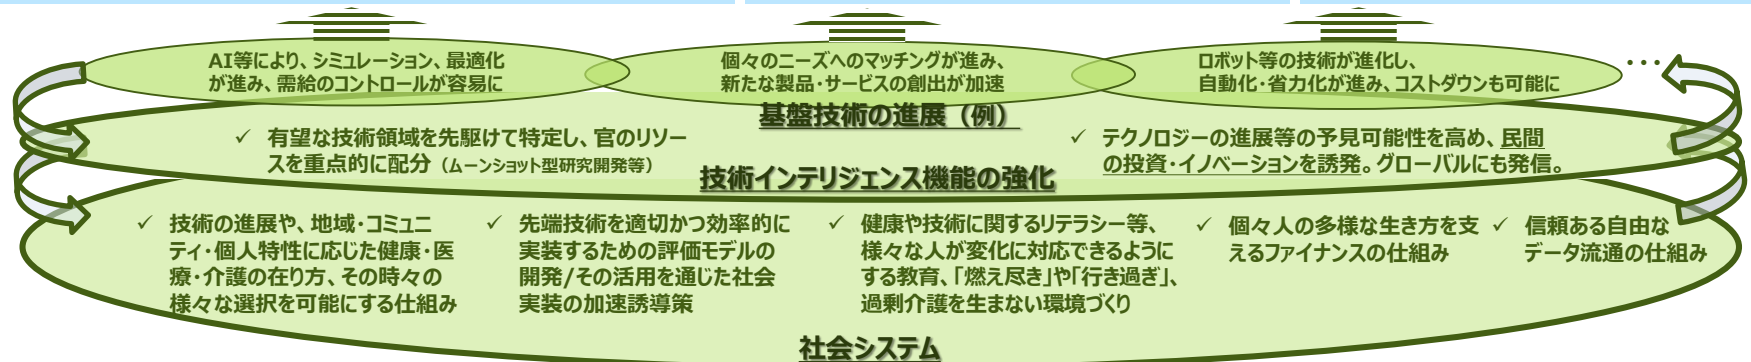 AI等により、シミュレーション、最適化
が進み、需給のコントロールが容易に
個々のニーズへのマッチングが進み、
新たな製品・サービスの創出が加速
ロボット等の技術が進化し、
自動化・省力化が進み、コストダウンも可能に
…
基盤技術の進展（例）
✓ 有望な技術領域を先駆けて特定し、官のリソー
スを重点的に配分（ムーンショット型研究開発等）
✓ テクノロジーの進展等の予見可能性を高め、民間
の投資・イノベーションを誘発。グローバルにも発信。
技術インテリジェンス機能の強化
✓ 技術の進展や、地域・コミュニ
ティ・個人特性に応じた健康・医
療・介護の在り方、その時々の
様々な選択を可能にする仕組み
✓ 先端技術を適切かつ効率的に
実装するための評価モデルの
開発/その活用を通じた社会
実装の加速誘導策
✓ 健康や技術に関するリテラシー等、
様々な人が変化に対応できるように
する教育、「燃え尽き」や「行き過ぎ」、
過剰介護を生まない環境づくり
✓ 個々人の多様な生き方を支
えるファイナンスの仕組み
✓ 信頼ある自由な
データ流通の仕組み
社会システム